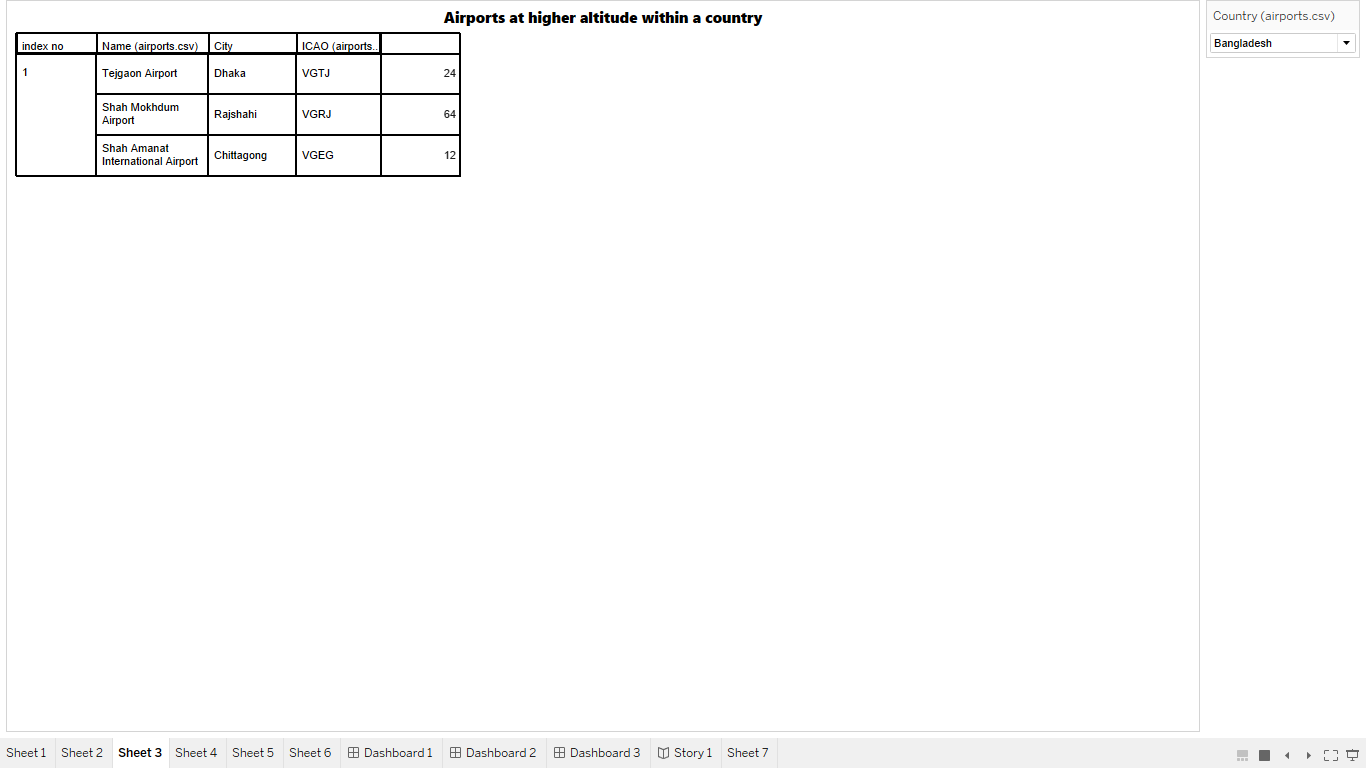 Airports at higher altitude within a country
Country (airports.csv)
Bangladesh
index no Name (airports.csv) City ICAO (airports..
1 Tejgaon Airport Dhaka VGTJ 24
Shah Mokhdum
Airport Rajshahi VGRJ 64
Shah Amanat
International Airport Chittagong VGEG 12
Sheet 1 Sheet 2 Sheet 3 Sheet 4 Sheet 5 Sheet 6 Dashboard 1 Dashboard 2 Dashboard 3 Story 1 Sheet 7